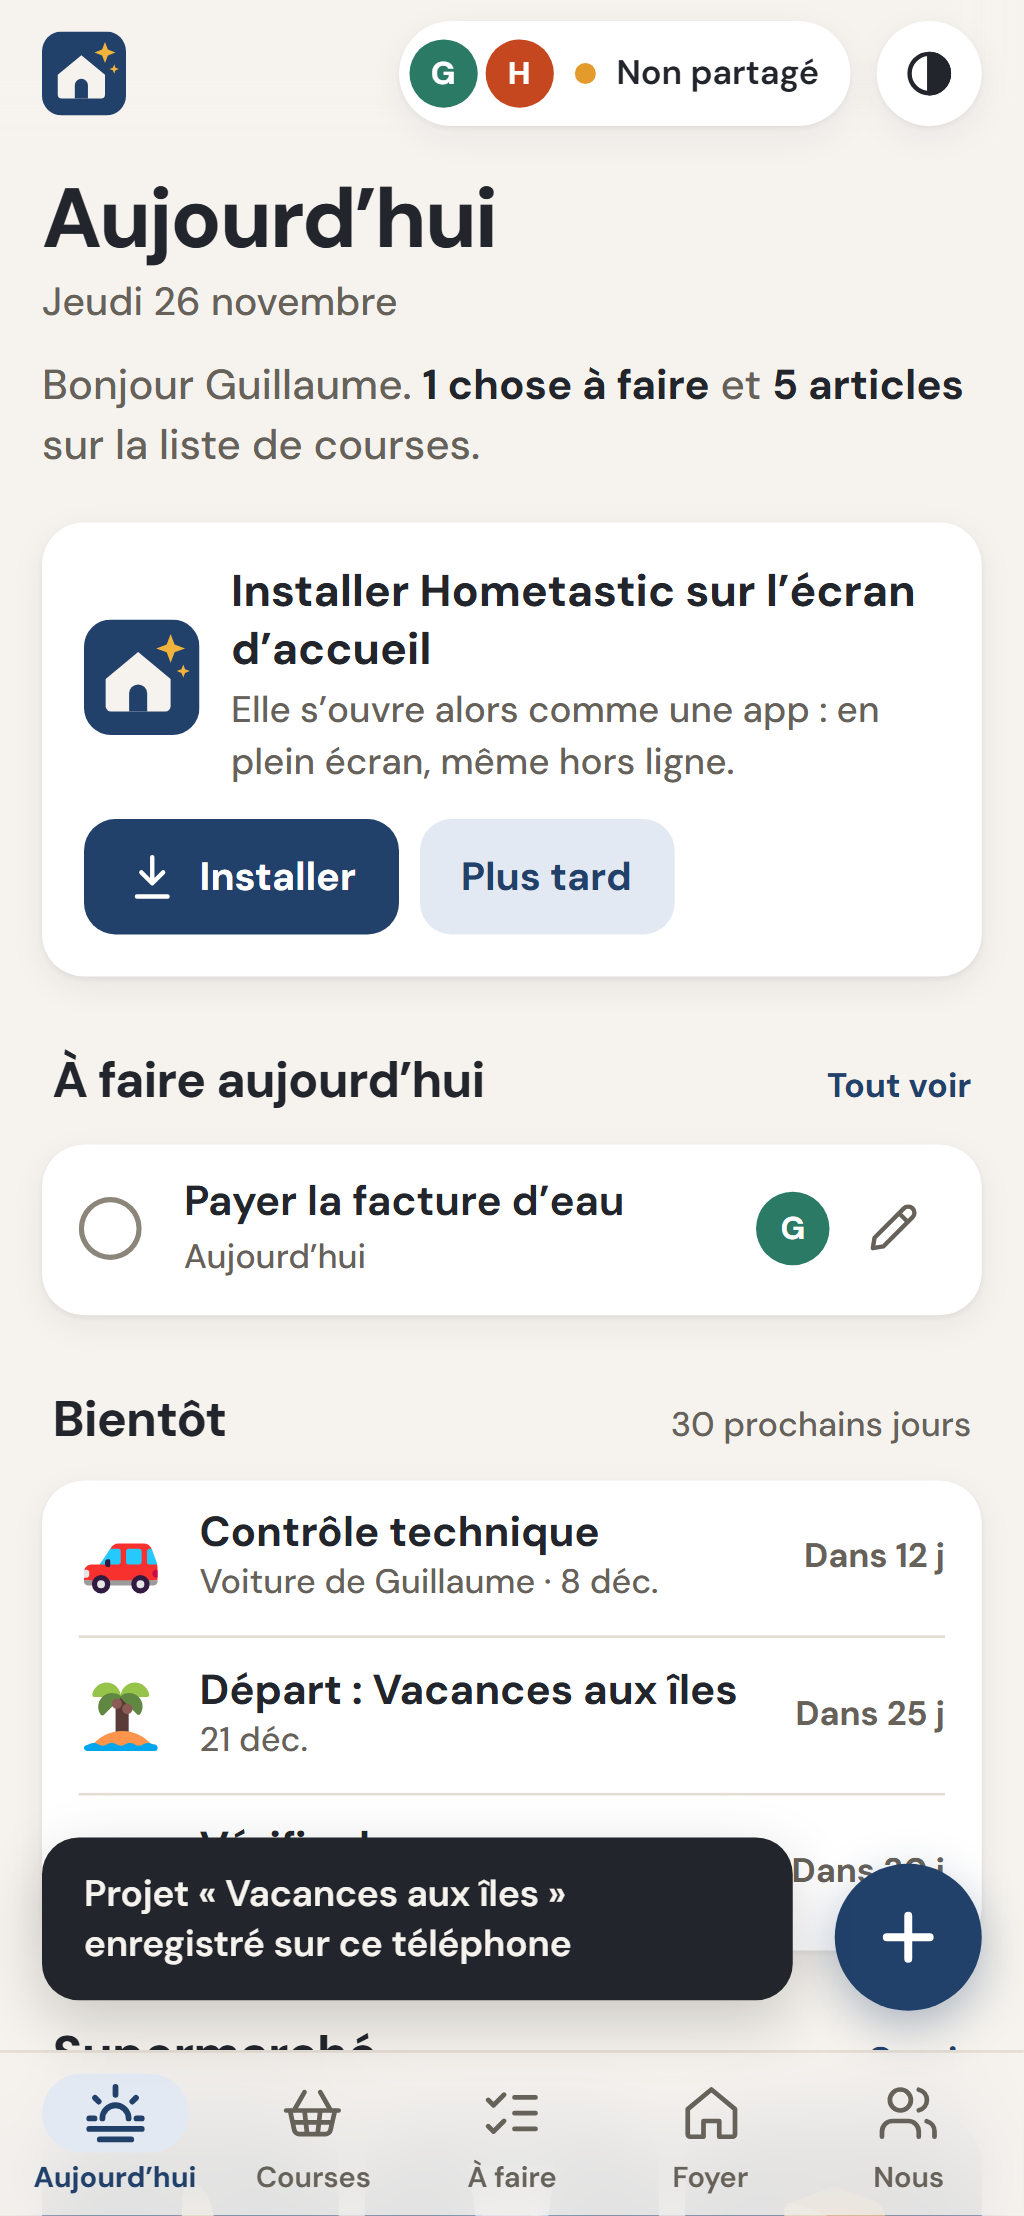 G H Non partagé
Aujourd’hui
Jeudi 26 novembre
Bonjour Guillaume. 1 chose à faire et 5 articles
sur la liste de courses.
Installer Hometastic sur l’écran
d’accueil
Elle s’ouvre alors comme une app : en
plein écran, même hors ligne.
Installer
Plus tard
À faire aujourd’hui
Tout voir
Payer la facture d’eau
Aujourd’hui
G
Bientôt
30 prochains jours
Contrôle technique
Voiture de Guillaume · 8 déc.
Dans 12 j
Départ : Vacances aux îles
21 déc.
Dans 25 j
Dans
Projet « Vacances aux îles »
enregistré sur ce téléphone
Supermarché
Aujourd’hui
Courses
À faire
Foyer
Nous